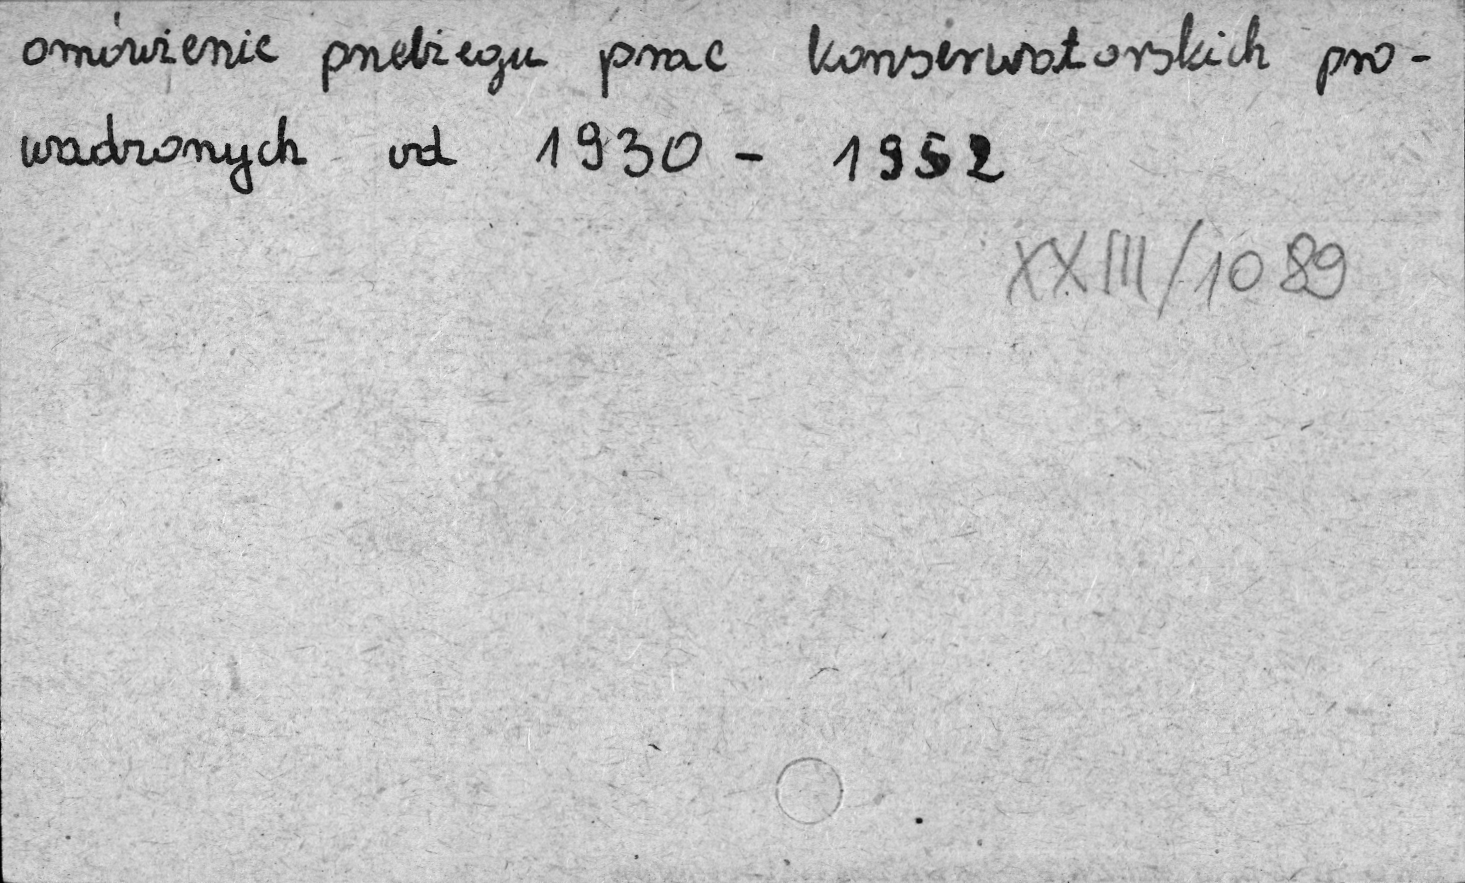 omówienie przebiegu prac konserwatorskich pro-
wadzonych od 1930 - 1952
XXIII/1089